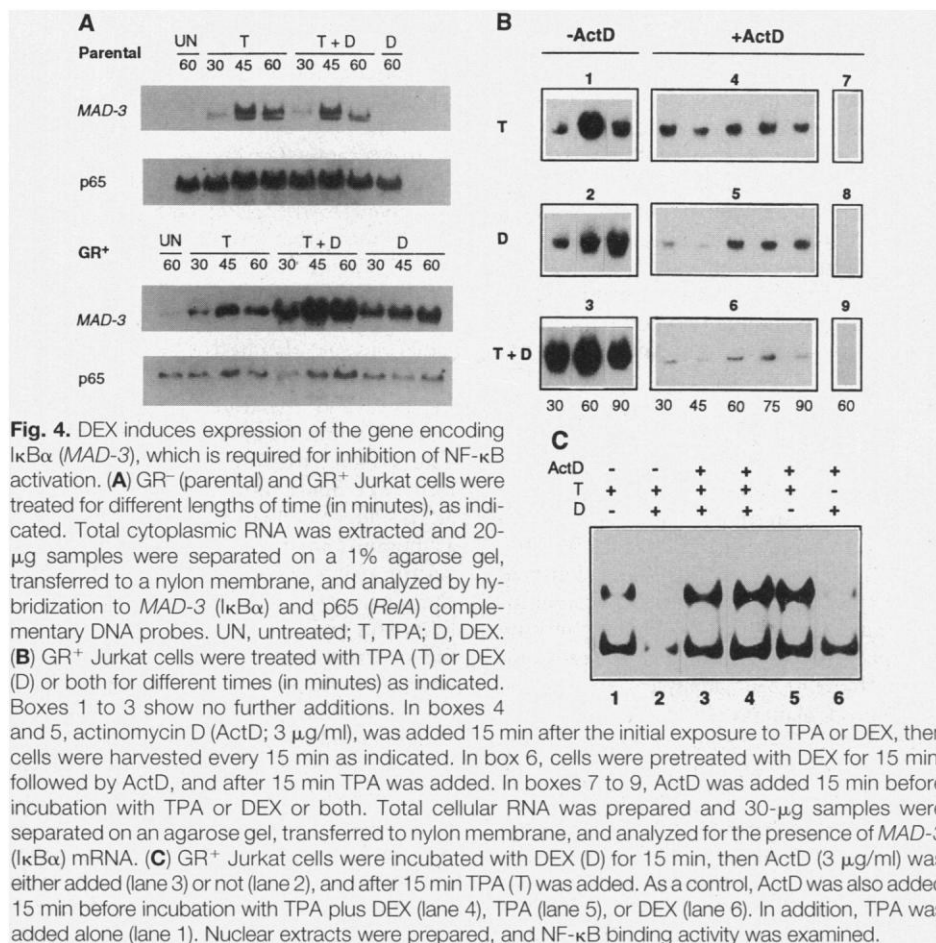 A
Parental
UN T T + D D
60 30 45 60 30 45 60 60
MAD-3
p65
GR+
UN T T + D D
60 30 45 60 30 45 60 30 45 60
MAD-3
p65
B
-ActD +ActD
1 4 7
T
2 5 8
D
3 6 9
T + D
30 60 90 30 45 60 75 90 60
C
ActD - - + + + +
T + + + + + -
D - + + + - +
1 2 3 4 5 6
Fig. 4. DEX induces expression of the gene encoding
IκBα (MAD-3), which is required for inhibition of NF-κB
activation. (A) GR− (parental) and GR+ Jurkat cells were
treated for different lengths of time (in minutes), as indi-
cated. Total cytoplasmic RNA was extracted and 20-
μg samples were separated on a 1% agarose gel,
transferred to a nylon membrane, and analyzed by hy-
bridization to MAD-3 (IκBα) and p65 (RelA) comple-
mentary DNA probes. UN, untreated; T, TPA; D, DEX.
(B) GR+ Jurkat cells were treated with TPA (T) or DEX
(D) or both for different times (in minutes) as indicated.
Boxes 1 to 3 show no further additions. In boxes 4
and 5, actinomycin D (ActD; 3 μg/ml), was added 15 min after the initial exposure to TPA or DEX, then
cells were harvested every 15 min as indicated. In box 6, cells were pretreated with DEX for 15 min
followed by ActD, and after 15 min TPA was added. In boxes 7 to 9, ActD was added 15 min before
incubation with TPA or DEX or both. Total cellular RNA was prepared and 30-μg samples were
separated on an agarose gel, transferred to nylon membrane, and analyzed for the presence of MAD-3
(IκBα) mRNA. (C) GR+ Jurkat cells were incubated with DEX (D) for 15 min, then ActD (3 μg/ml) was
either added (lane 3) or not (lane 2), and after 15 min TPA (T) was added. As a control, ActD was also added
15 min before incubation with TPA plus DEX (lane 4), TPA (lane 5), or DEX (lane 6). In addition, TPA was
added alone (lane 1). Nuclear extracts were prepared, and NF-κB binding activity was examined.